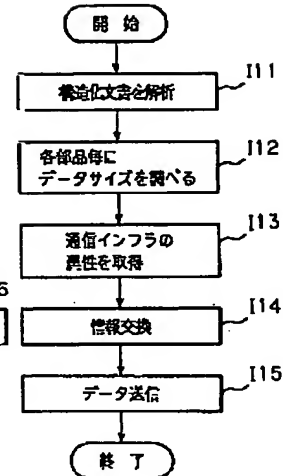 開 始
構造化文書を解析
I11
各部品毎に
データサイズを調べる
I12
通信インフラの
属性を取得
I13
6
情報交換
I14
データ送信
I15
終 了